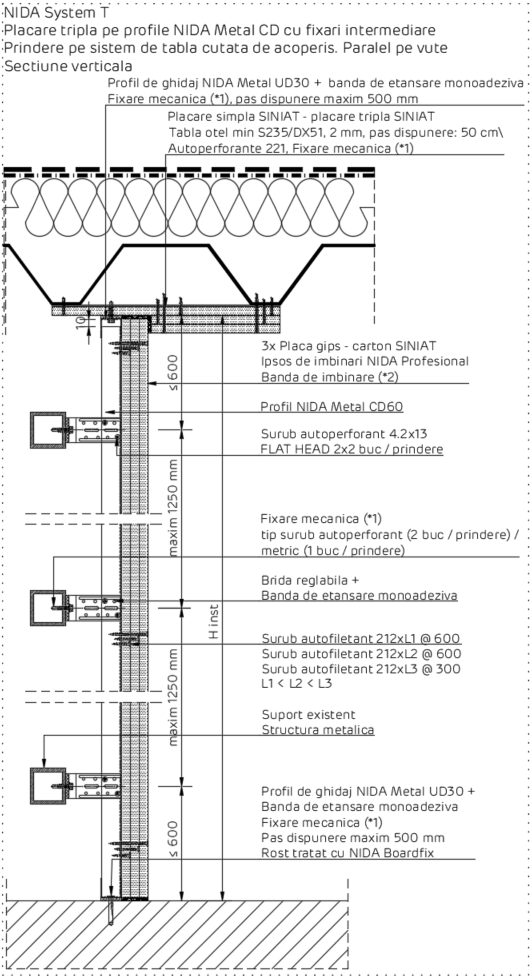 NIDA System T
Placare tripla pe profile NIDA Metal CD cu fixari intermediare
Prindere pe sistem de tabla cutata de acoperis. Paralel pe vute
Sectiune verticala
Profil de ghidaj NIDA Metal UD30 + banda de etansare monoadeziva
Fixare mecanica (*1), pas dispunere maxim 500 mm
Placare simpla SINIAT - placare tripla SINIAT
Tabla otel min S235/DX51, 2 mm, pas dispunere: 50 cm\
Autoperforante 221, Fixare mecanica (*1)
10
≤ 600
3x Placa gips - carton SINIAT
Ipsos de imbinari NIDA Profesional
Banda de imbinare (*2)
Profil NIDA Metal CD60
Surub autoperforant 4.2x13
FLAT HEAD 2x2 buc / prindere
maxim 1250 mm
Fixare mecanica (*1)
tip surub autoperforant (2 buc / prindere) /
metric (1 buc / prindere)
Brida reglabila +
Banda de etansare monoadeziva
H inst
Surub autofiletant 212xL1 @ 600
Surub autofiletant 212xL2 @ 600
Surub autofiletant 212xL3 @ 300
L1 < L2 < L3
maxim 1250 mm
Suport existent
Structura metalica
Profil de ghidaj NIDA Metal UD30 +
Banda de etansare monoadeziva
Fixare mecanica (*1)
Pas dispunere maxim 500 mm
Rost tratat cu NIDA Boardfix
≤ 600